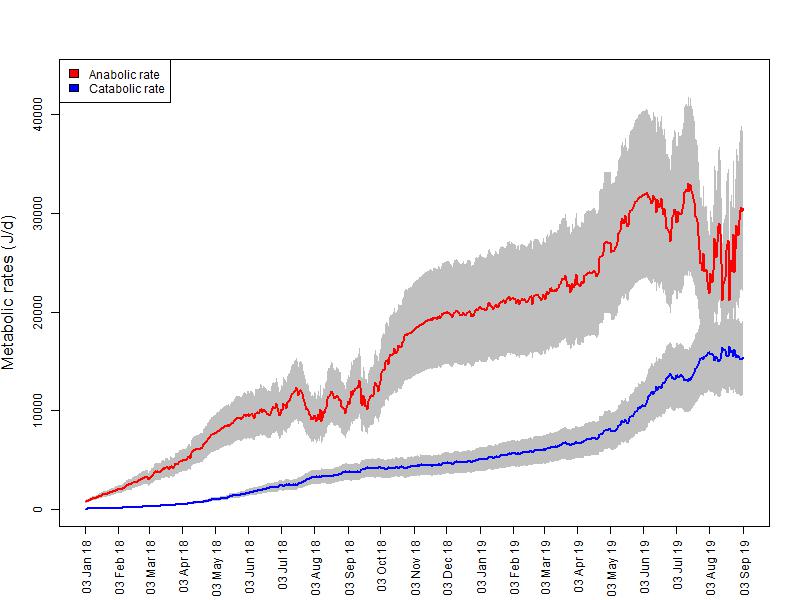 Anabolic rate
Catabolic rate
Metabolic rates (J/d)
40000
30000
20000
10000
0
03 Jan 18
03 Feb 18
03 Mar 18
03 Apr 18
03 May 18
03 Jun 18
03 Jul 18
03 Aug 18
03 Sep 18
03 Oct 18
03 Nov 18
03 Dec 18
03 Jan 19
03 Feb 19
03 Mar 19
03 Apr 19
03 May 19
03 Jun 19
03 Jul 19
03 Aug 19
03 Sep 19